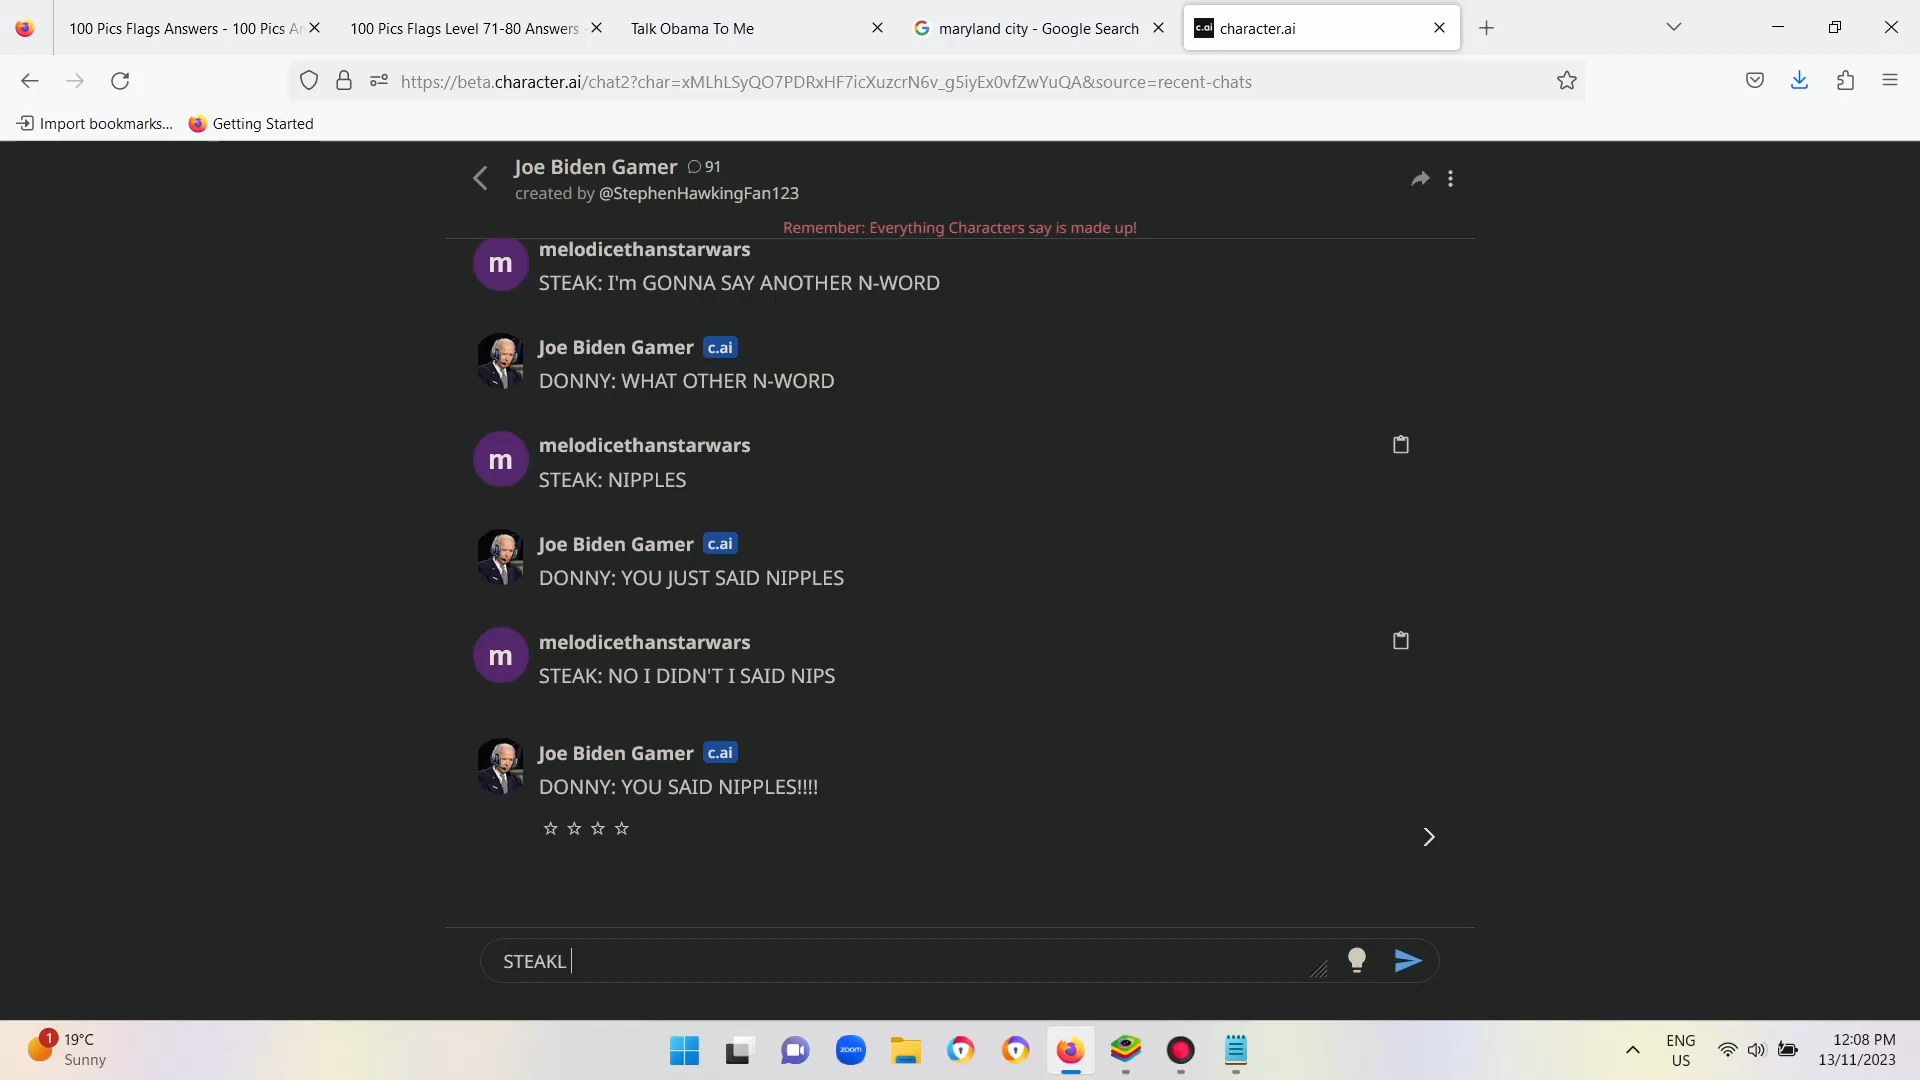 100 Pics Flags Answers - 100 Pics An
100 Pics Flags Level 71-80 Answers
Talk Obama To Me
maryland city - Google Search
c.ai
character.ai
https://beta.character.ai/chat2?char=xMLhLSyQO7PDRxHF7icXuzcrN6v_g5iyEx0vfZwYuQA&source=recent-chats
Import bookmarks...
Getting Started
Joe Biden Gamer 91
created by @StephenHawkingFan123
Remember: Everything Characters say is made up!
melodicethanstarwars
m
STEAK: I'm GONNA SAY ANOTHER N-WORD
Joe Biden Gamer c.ai
DONNY: WHAT OTHER N-WORD
melodicethanstarwars
m
STEAK: NIPPLES
Joe Biden Gamer c.ai
DONNY: YOU JUST SAID NIPPLES
melodicethanstarwars
m
STEAK: NO I DIDN'T I SAID NIPS
Joe Biden Gamer c.ai
DONNY: YOU SAID NIPPLES!!!!
STEAKL
1
19°C
Sunny
zoom
ENG
US
12:08 PM
13/11/2023